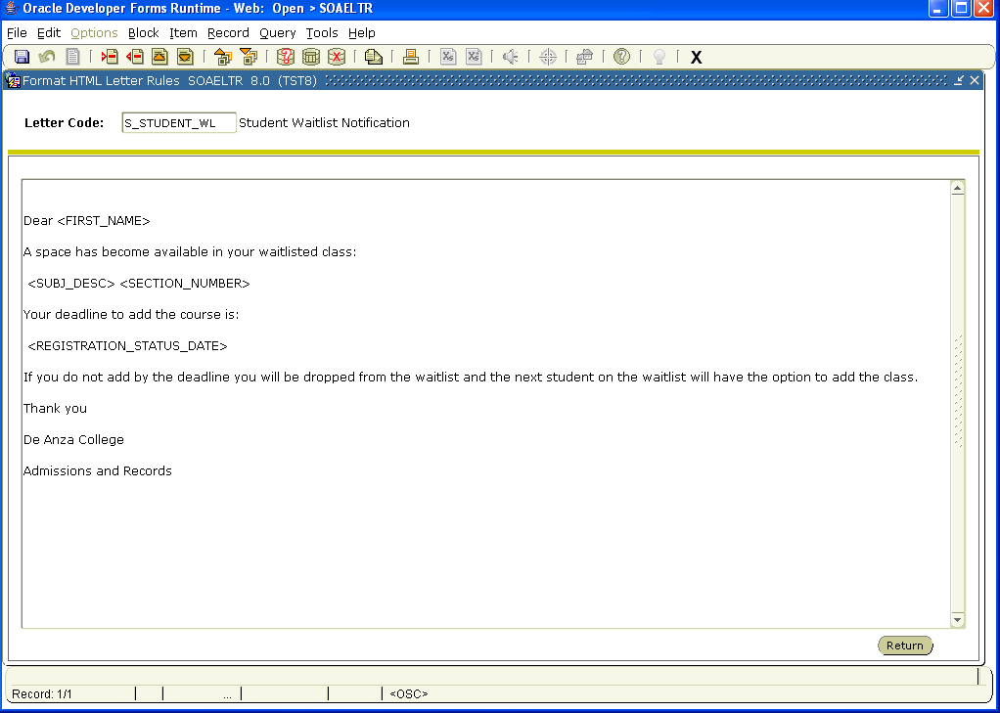 Oracle Developer Forms Runtime - Web: Open > SOAELTR
File Edit Options Block Item Record Query Tools Help
X
Format HTML Letter Rules SOAELTR 8.0 (TST8)
Letter Code: S_STUDENT_WL Student Waitlist Notification
Dear <FIRST_NAME>
A space has become available in your waitlisted class:
<SUBJ_DESC> <SECTION_NUMBER>
Your deadline to add the course is:
<REGISTRATION_STATUS_DATE>
If you do not add by the deadline you will be dropped from the waitlist and the next student on the waitlist will have the option to add the class.
Thank you
De Anza College
Admissions and Records
Return
Record: 1/1 ... <OSC>